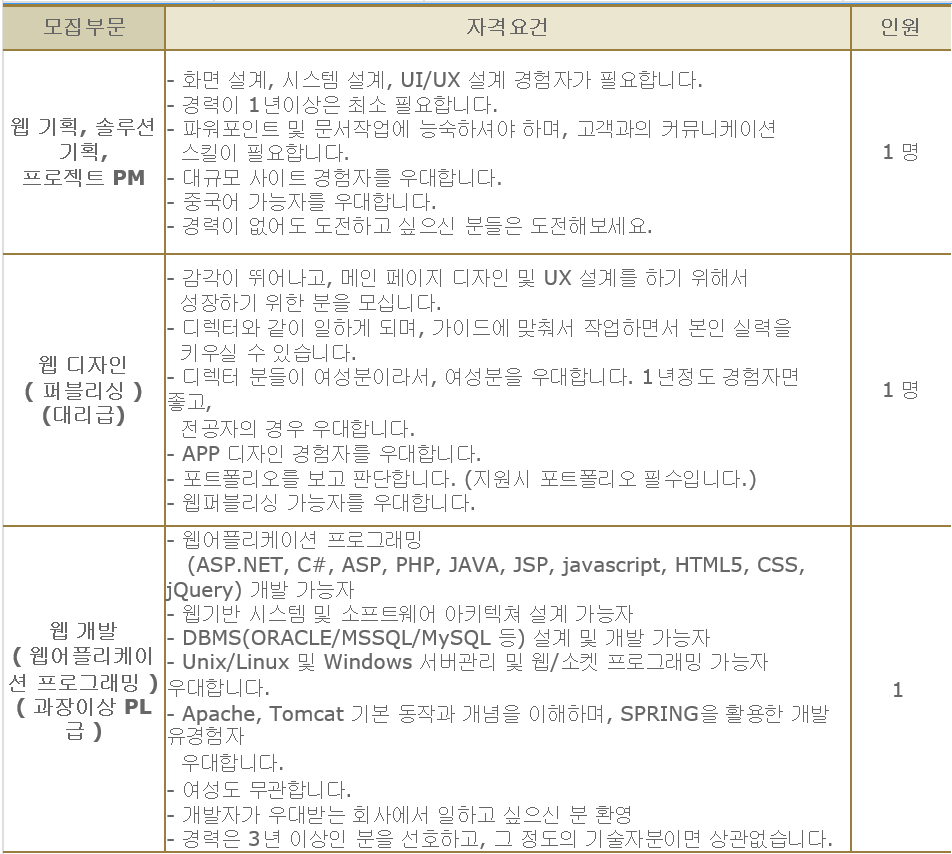 모집부문 자격요건 인원
웹 기획, 솔루션
기획,
프로젝트 PM
- 화면 설계, 시스템 설계, UI/UX 설계 경험자가 필요합니다.
- 경력이 1년이상은 최소 필요합니다.
- 파워포인트 및 문서작업에 능숙하셔야 하며, 고객과의 커뮤니케이션
스킬이 필요합니다.
- 대규모 사이트 경험자를 우대합니다.
- 중국어 가능자를 우대합니다.
- 경력이 없어도 도전하고 싶으신 분들은 도전해보세요.
1 명
웹 디자인
( 퍼블리싱 )
(대리급)
- 감각이 뛰어나고, 메인 페이지 디자인 및 UX 설계를 하기 위해서
성장하기 위한 분을 모십니다.
- 디렉터와 같이 일하게 되며, 가이드에 맞춰서 작업하면서 본인 실력을
키우실 수 있습니다.
- 디렉터 분들이 여성분이라서, 여성분을 우대합니다. 1년정도 경험자면
좋고,
전공자의 경우 우대합니다.
- APP 디자인 경험자를 우대합니다.
- 포트폴리오를 보고 판단합니다. (지원시 포트폴리오 필수입니다.)
- 웹퍼블리싱 가능자를 우대합니다.
1 명
웹 개발
( 웹어플리케이
션 프로그래밍 )
( 과장이상 PL
급 )
- 웹어플리케이션 프로그래밍
(ASP.NET, C#, ASP, PHP, JAVA, JSP, javascript, HTML5, CSS,
jQuery) 개발 가능자
- 웹기반 시스템 및 소프트웨어 아키텍쳐 설계 가능자
- DBMS(ORACLE/MSSQL/MySQL 등) 설계 및 개발 가능자
- Unix/Linux 및 Windows 서버관리 및 웹/소켓 프로그래밍 가능자
우대합니다.
- Apache, Tomcat 기본 동작과 개념을 이해하며, SPRING을 활용한 개발
유경험자
우대합니다.
- 여성도 무관합니다.
- 개발자가 우대받는 회사에서 일하고 싶으신 분 환영
- 경력은 3년 이상인 분을 선호하고, 그 정도의 기술자분이면 상관없습니다.
1